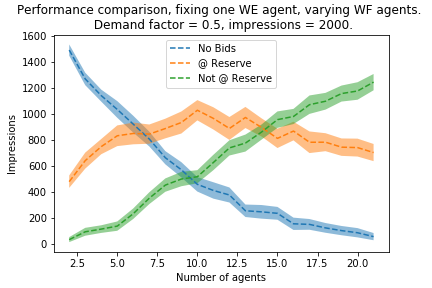 Performance comparison, fixing one WE agent, varying WF agents.
Demand factor = 0.5, impressions = 2000.
No Bids
@ Reserve
Not @ Reserve
Impressions
1600
1400
1200
1000
800
600
400
200
0
2.5
5.0
7.5
10.0
12.5
15.0
17.5
20.0
Number of agents